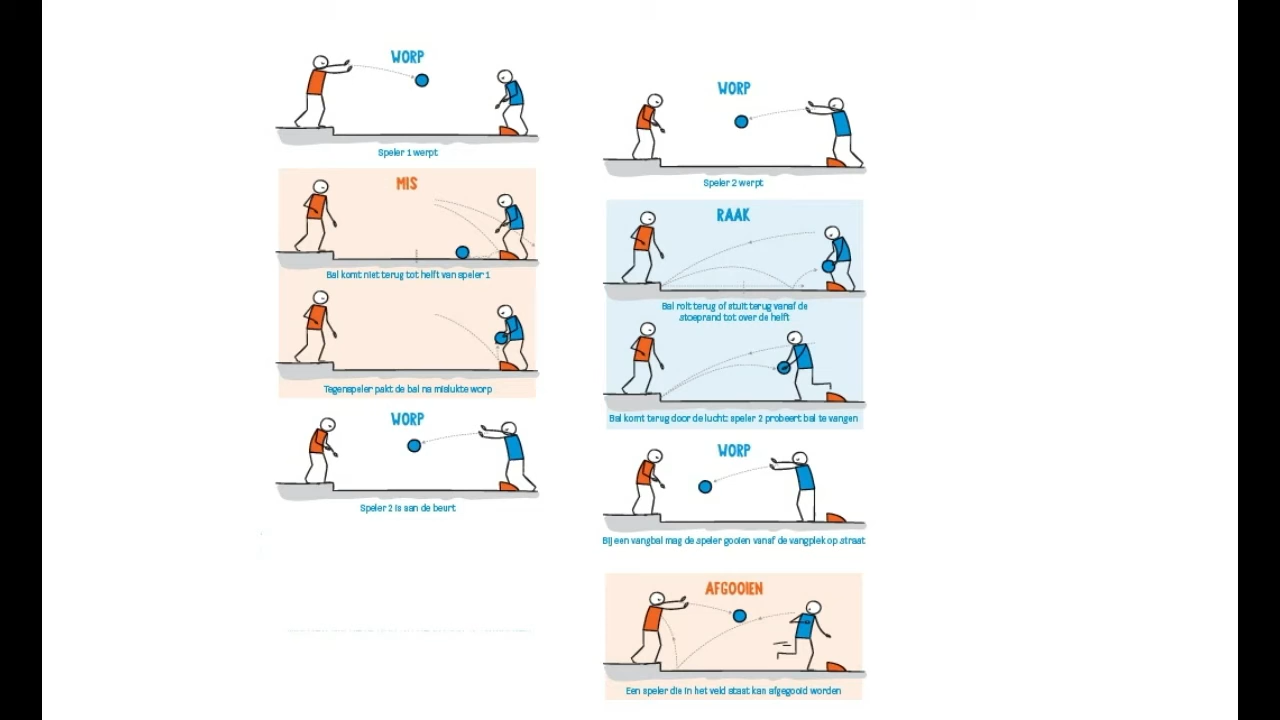 WORP
Speler 1 werpt
MIS
Bal komt niet terug tot helft van speler 1
Tegenspeler pakt de bal na mislukte worp
WORP
Speler 2 is aan de beurt
WORP
Speler 2 werpt
RAAK
Bal rolt terug of stuit terug vanaf de
stoeprand tot over de helft
Bal komt terug door de lucht: speler 2 probeert bal te vangen
WORP
Bij een vangbal mag de speler gooien vanaf de vangplek op straat
AFGOOIEN
Een speler die in het veld staat kan afgegooid worden